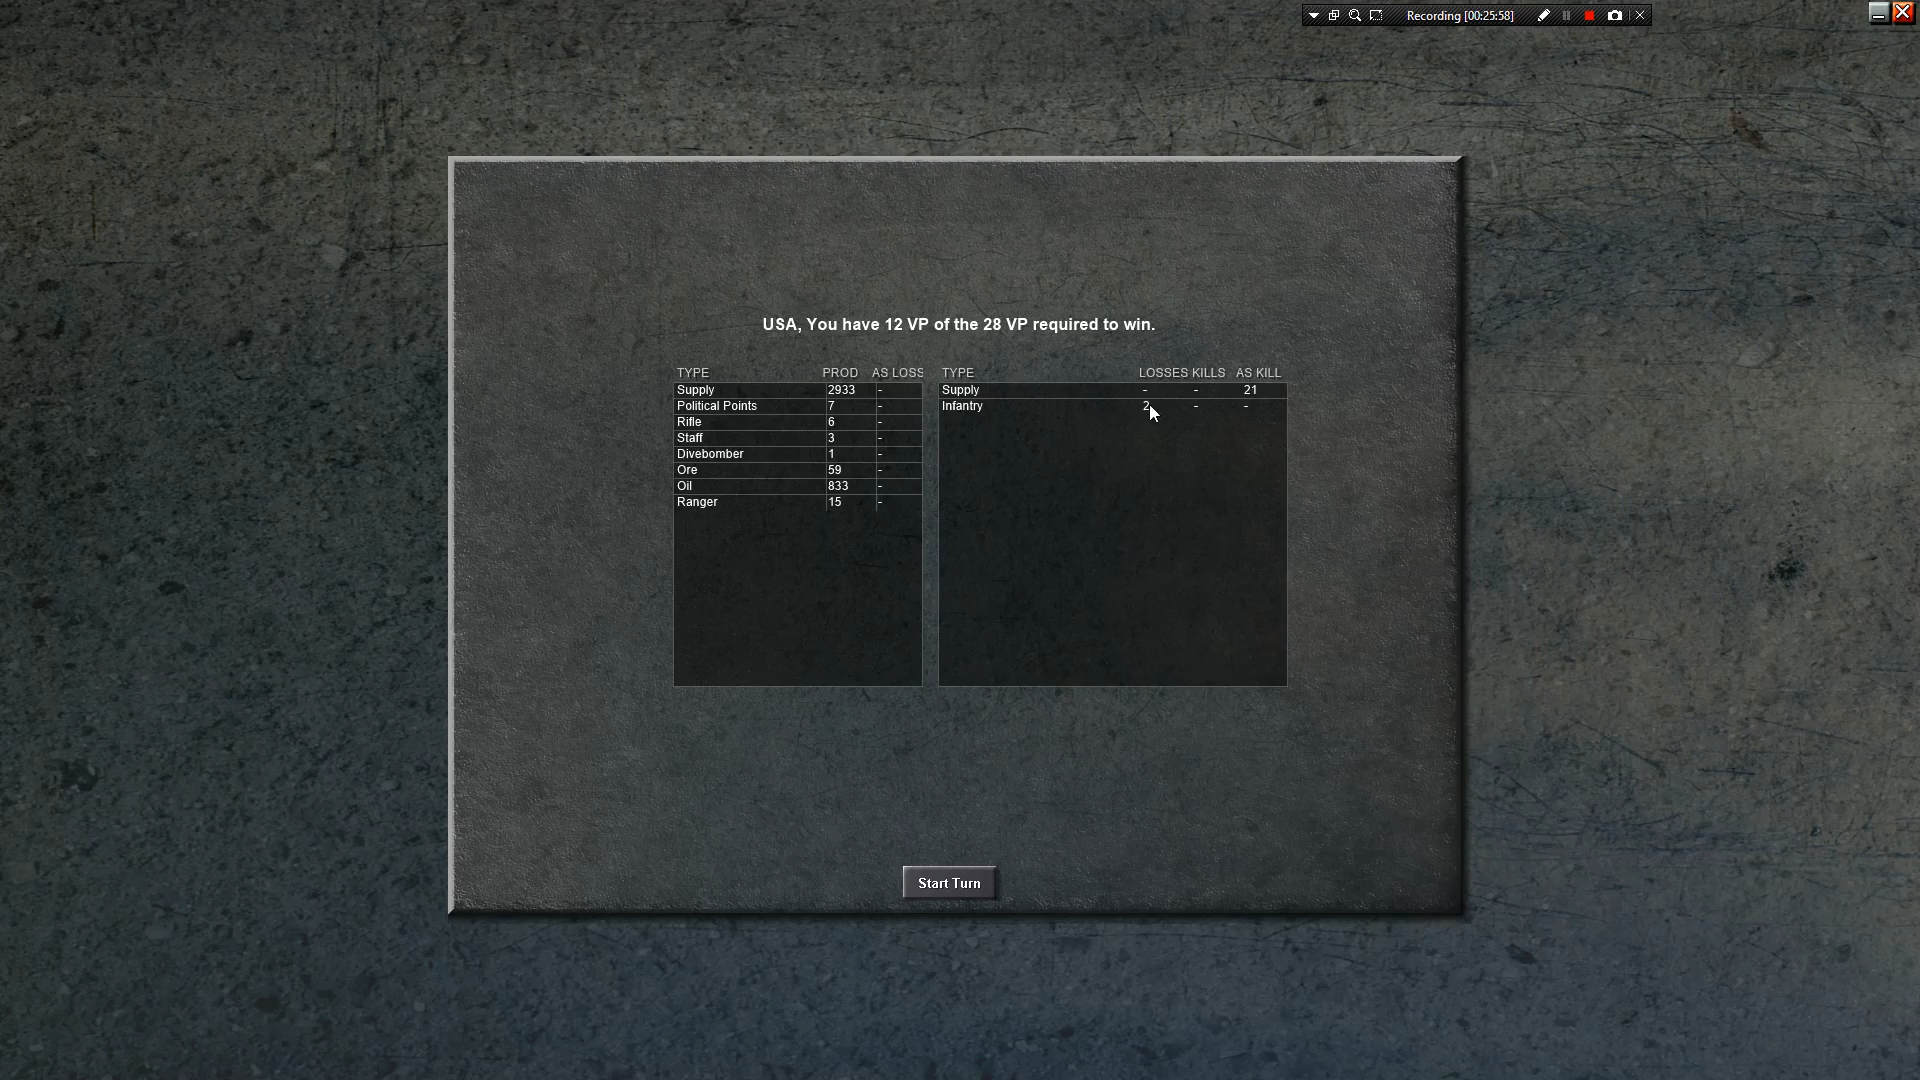 Recording [00:25:58]
USA, You have 12 VP of the 28 VP required to win.
TYPE PROD AS LOSS
Supply 2933 -
Political Points 7 -
Rifle 6 -
Staff 3 -
Divebomber 1 -
Ore 59 -
Oil 833 -
Ranger 15 -
TYPE LOSSES KILLS AS KILL
Supply - - 21
Infantry 2 - -
Start Turn